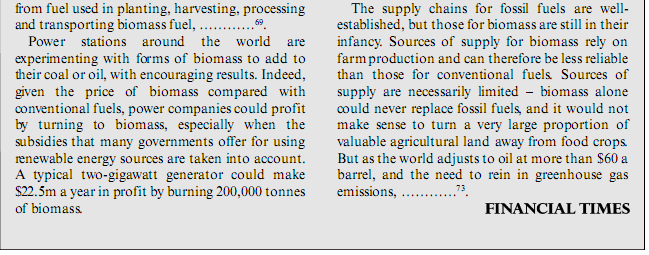 from fuel used in planting, harvesting, processing
and transporting biomass fuel, ............⁶⁹.
Power stations around the world are
experimenting with forms of biomass to add to
their coal or oil, with encouraging results. Indeed,
given the price of biomass compared with
conventional fuels, power companies could profit
by turning to biomass, especially when the
subsidies that many governments offer for using
renewable energy sources are taken into account.
A typical two-gigawatt generator could make
$22.5m a year in profit by burning 200,000 tonnes
of biomass.
The supply chains for fossil fuels are well-
established, but those for biomass are still in their
infancy. Sources of supply for biomass rely on
farm production and can therefore be less reliable
than those for conventional fuels. Sources of
supply are necessarily limited – biomass alone
could never replace fossil fuels, and it would not
make sense to turn a very large proportion of
valuable agricultural land away from food crops.
But as the world adjusts to oil at more than $60 a
barrel, and the need to rein in greenhouse gas
emissions, ............⁷³.
FINANCIAL TIMES